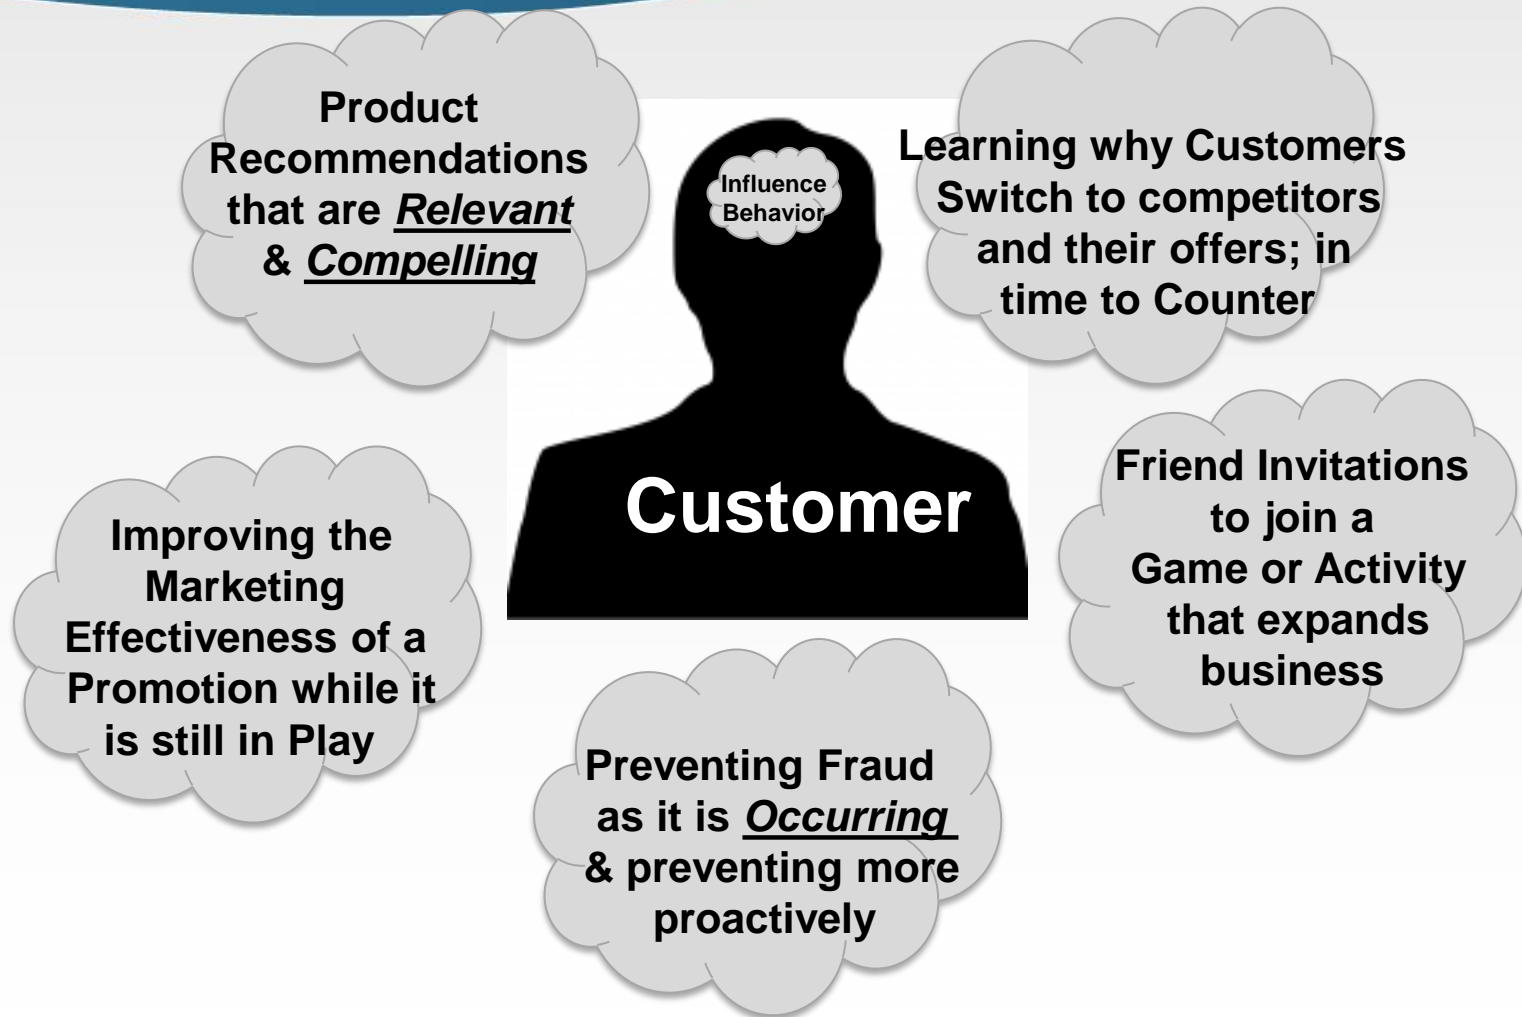 Product
Recommendations
that are Relevant
& Compelling
Influence
Behavior
Learning why Customers
Switch to competitors
and their offers; in
time to Counter
Customer
Friend Invitations
to join a
Game or Activity
that expands
business
Improving the
Marketing
Effectiveness of a
Promotion while it
is still in Play
Preventing Fraud
as it is Occurring
& preventing more
proactively